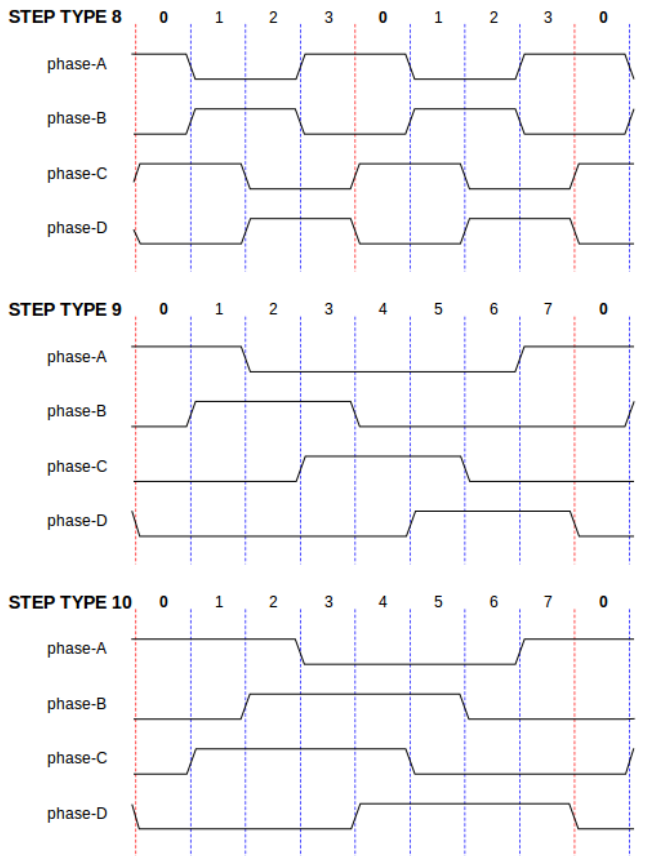 STEP TYPE 8 0 1 2 3 0 1 2 3 0
phase-A
phase-B
phase-C
phase-D
STEP TYPE 9 0 1 2 3 4 5 6 7 0
phase-A
phase-B
phase-C
phase-D
STEP TYPE 10 0 1 2 3 4 5 6 7 0
phase-A
phase-B
phase-C
phase-D